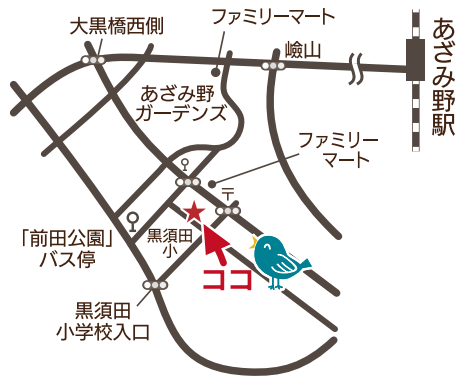 ファミリーマート
大黒橋西側
嶮山
あざみ野駅
あざみ野
ガーデンズ
ファミリー
マート
〒
「前田公園」
バス停
黒須田
小
ココ
黒須田
小学校入口